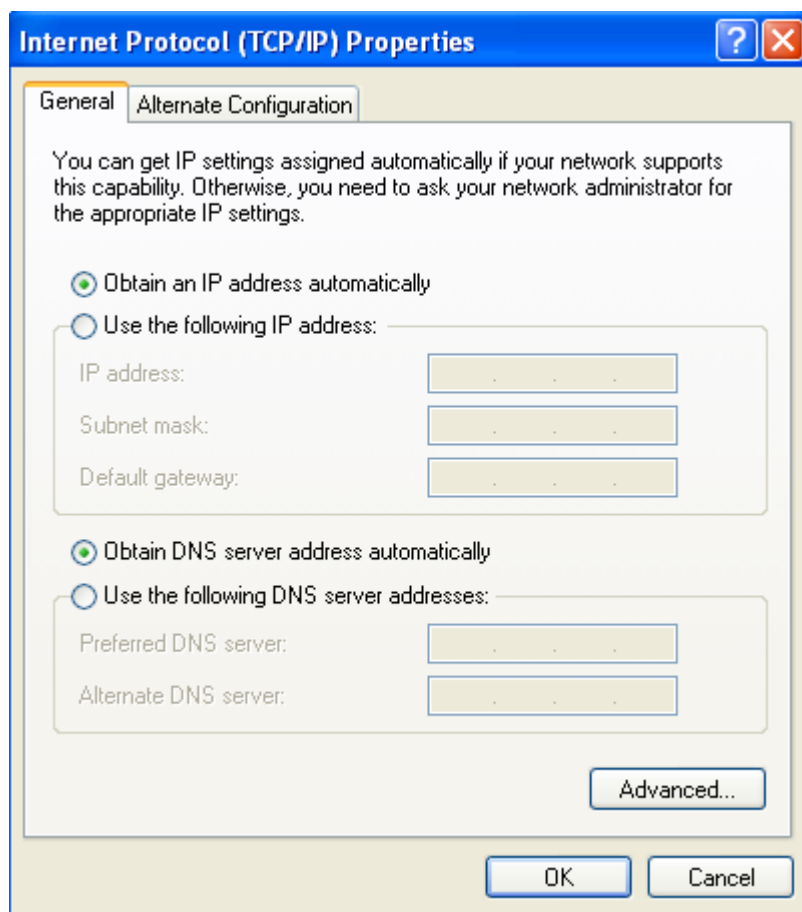 Internet Protocol (TCP/IP) Properties
General
Alternate Configuration
You can get IP settings assigned automatically if your network supports
this capability. Otherwise, you need to ask your network administrator for
the appropriate IP settings.
Obtain an IP address automatically
Use the following IP address:
IP address:
Subnet mask:
Default gateway:
Obtain DNS server address automatically
Use the following DNS server addresses:
Preferred DNS server:
Alternate DNS server:
Advanced...
OK
Cancel